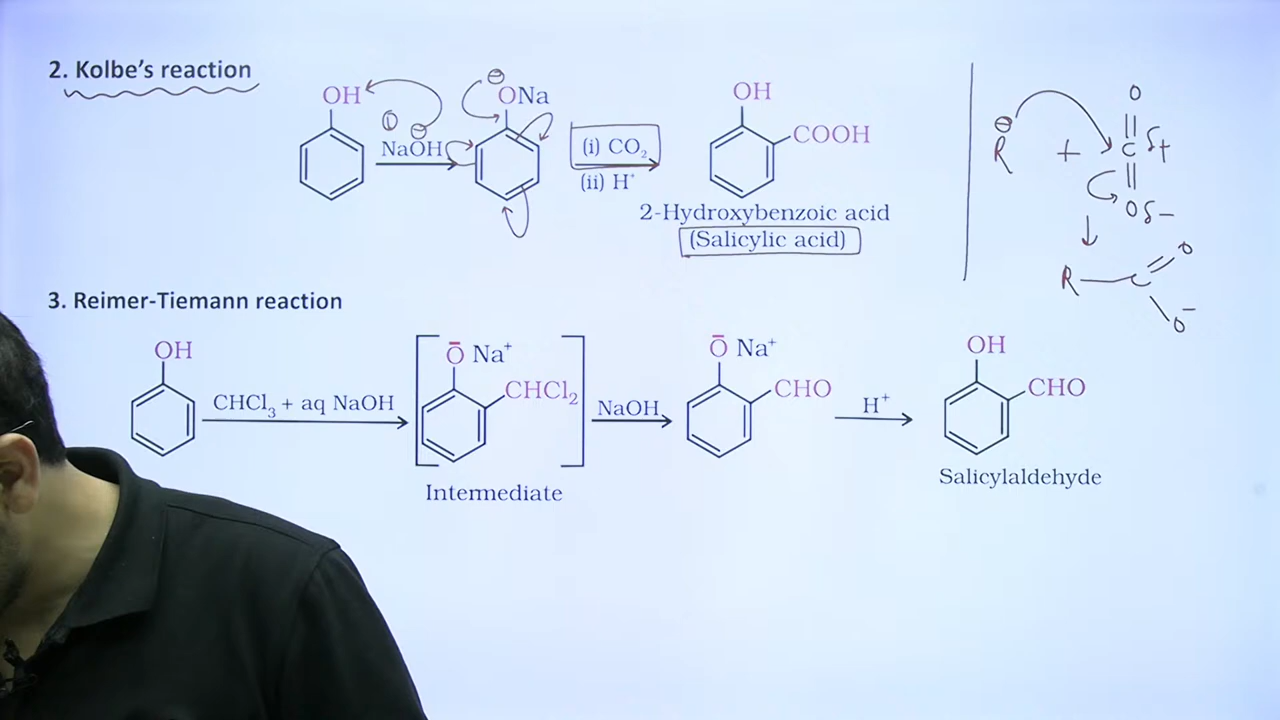 2. Kolbe's reaction
OH
NaOH
⊖
⊖
ONa
(i) CO₂
(ii) H⁺
OH
COOH
2-Hydroxybenzoic acid
(Salicylic acid)
⊖
R
+
O
C δ+
O δ−
R C O
O⁻
3. Reimer-Tiemann reaction
OH
CHCl₃ + aq NaOH
Ō Na⁺
CHCl₂
Intermediate
NaOH
Ō Na⁺
CHO
H⁺
OH
CHO
Salicylaldehyde